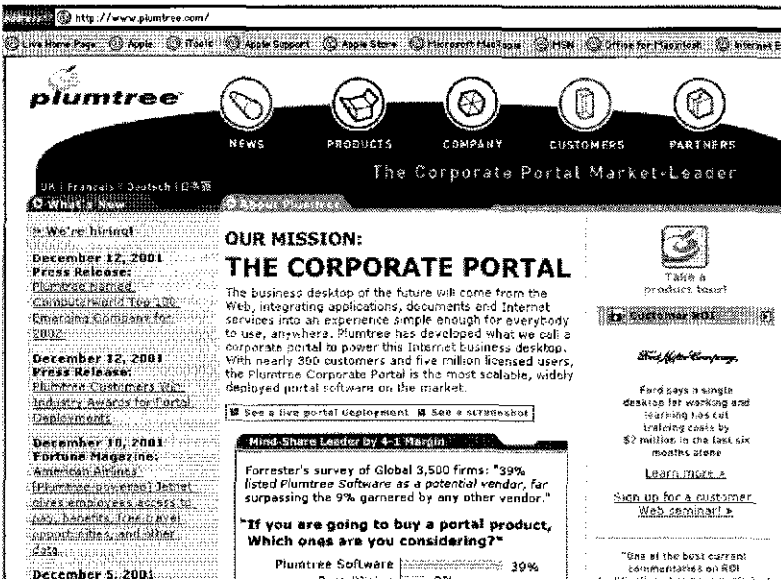 Address http://www.plumtree.com/
Live Home Page Apple iTools Apple Support Apple Store Microsoft MacTopia MSN Office for Macintosh Internet
plumtree
NEWS PRODUCTS COMPANY CUSTOMERS PARTNERS
The Corporate Portal Market-Leader
UK | Français | Deutsch | 日本語
What's New
» We're hiring!
December 12, 2001
Press Release:
Plumtree Named
Computerworld Top 100
Emerging Company for
2002
December 12, 2001
Press Release:
Plumtree Customers Win
Industry Awards for Portal
Deployments
December 10, 2001
Fortune Magazine:
American Airlines
[Plumtree-powered] Jetnet
gives employees access to
pay, benefits, free travel
opportunities, and other
data.
December 5, 2001
About Plumtree
OUR MISSION:
THE CORPORATE PORTAL
The business desktop of the future will come from the
Web, integrating applications, documents and Internet
services into an experience simple enough for everybody
to use, anywhere. Plumtree has developed what we call a
corporate portal to power this Internet business desktop.
With nearly 300 customers and five million licensed users,
the Plumtree Corporate Portal is the most scalable, widely
deployed portal software on the market.
See a live portal deployment See a screenshot
Mind-Share Leader by 4-1 Margin
Forrester's survey of Global 3,500 firms: "39%
listed Plumtree Software as a potential vendor, far
surpassing the 9% garnered by any other vendor."
"If you are going to buy a portal product,
Which ones are you considering?"
Plumtree Software 39%
Take a
product tour!
Customer ROI
Ford Motor Company,
Ford pays a single
desktop for working and
learning has cut
training costs by
$2 million in the last six
months alone
Learn more »
Sign up for a customer
Web seminar! »
"One of the best current
commentaries on ROI